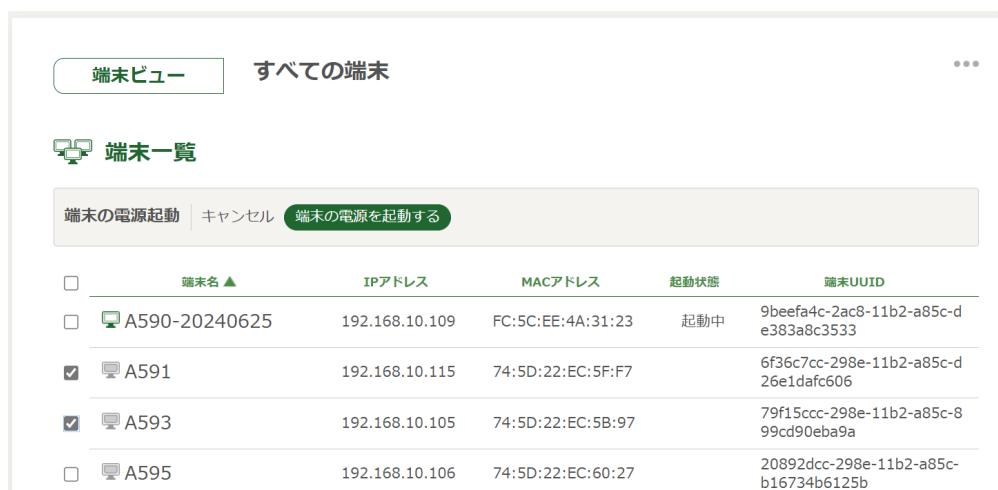 端末ビュー すべての端末
端末一覧
端末の電源起動 キャンセル 端末の電源を起動する
端末名▲ IPアドレス MACアドレス 起動状態 端末UUID
A590-20240625 192.168.10.109 FC:5C:EE:4A:31:23 起動中 9beefa4c-2ac8-11b2-a85c-d
e383a8c3533
A591 192.168.10.115 74:5D:22:EC:5F:F7 6f36c7cc-298e-11b2-a85c-d
26e1dafc606
A593 192.168.10.105 74:5D:22:EC:5B:97 79f15ccc-298e-11b2-a85c-8
99cd90eba9a
A595 192.168.10.106 74:5D:22:EC:60:27 20892dcc-298e-11b2-a85c-
b16734b6125b